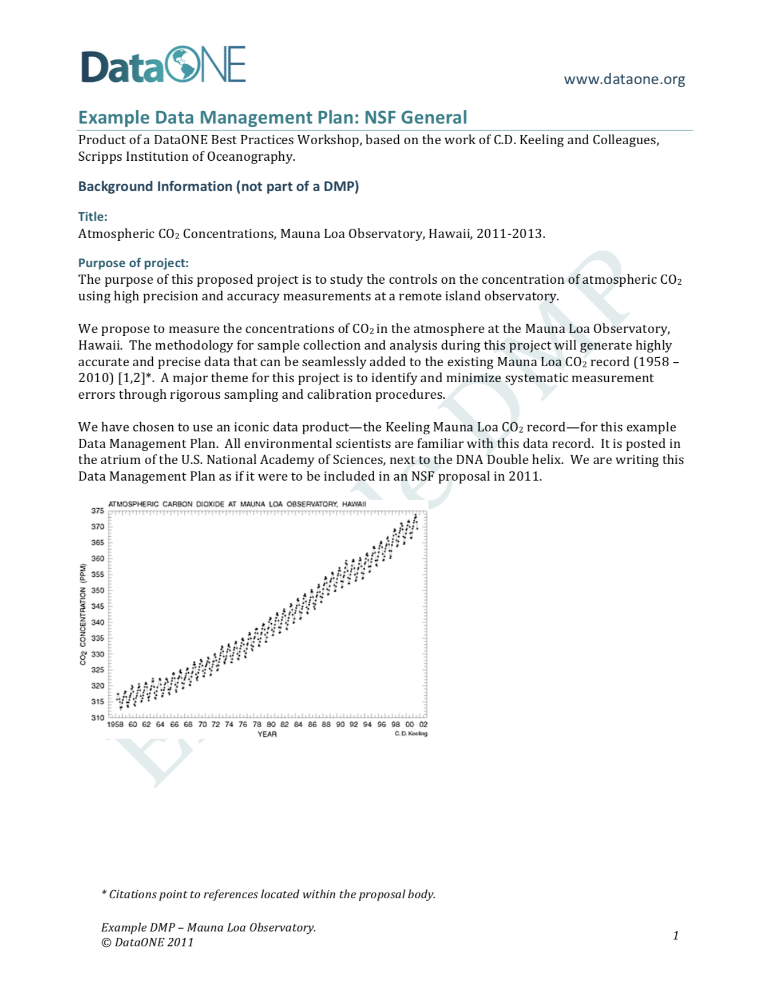 DataONE
www.dataone.org
Example Data Management Plan: NSF General
Product of a DataONE Best Practices Workshop, based on the work of C.D. Keeling and Colleagues,
Scripps Institution of Oceanography.
Background Information (not part of a DMP)
Title:
Atmospheric CO₂ Concentrations, Mauna Loa Observatory, Hawaii, 2011-2013.
Purpose of project:
The purpose of this proposed project is to study the controls on the concentration of atmospheric CO₂
using high precision and accuracy measurements at a remote island observatory.
We propose to measure the concentrations of CO₂ in the atmosphere at the Mauna Loa Observatory,
Hawaii. The methodology for sample collection and analysis during this project will generate highly
accurate and precise data that can be seamlessly added to the existing Mauna Loa CO₂ record (1958 –
2010) [1,2]*. A major theme for this project is to identify and minimize systematic measurement
errors through rigorous sampling and calibration procedures.
We have chosen to use an iconic data product—the Keeling Mauna Loa CO₂ record—for this example
Data Management Plan. All environmental scientists are familiar with this data record. It is posted in
the atrium of the U.S. National Academy of Sciences, next to the DNA Double helix. We are writing this
Data Management Plan as if it were to be included in an NSF proposal in 2011.
ATMOSPHERIC CARBON DIOXIDE AT MAUNA LOA OBSERVATORY, HAWAII
CO₂ CONCENTRATION (PPM)
375
370
365
360
355
350
345
340
335
330
325
320
315
310
1958 60 62 64 66 68 70 72 74 76 78 80 82 84 86 88 90 92 94 96 98 00 02
YEAR
C. D. Keeling
* Citations point to references located within the proposal body.
Example DMP – Mauna Loa Observatory.
© DataONE 2011
1
DMP